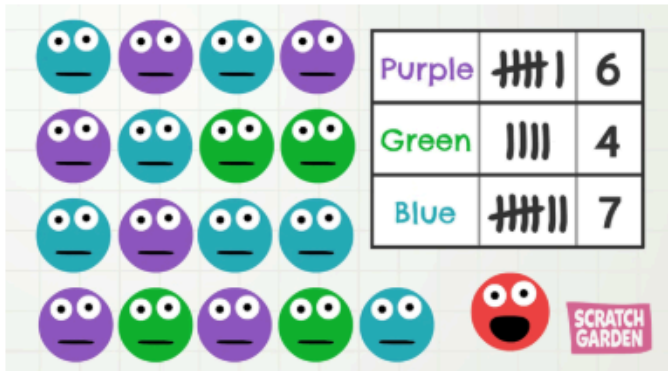 Purple 𝍸 | 6
Green |||| 4
Blue 𝍸 || 7
SCRATCH
GARDEN